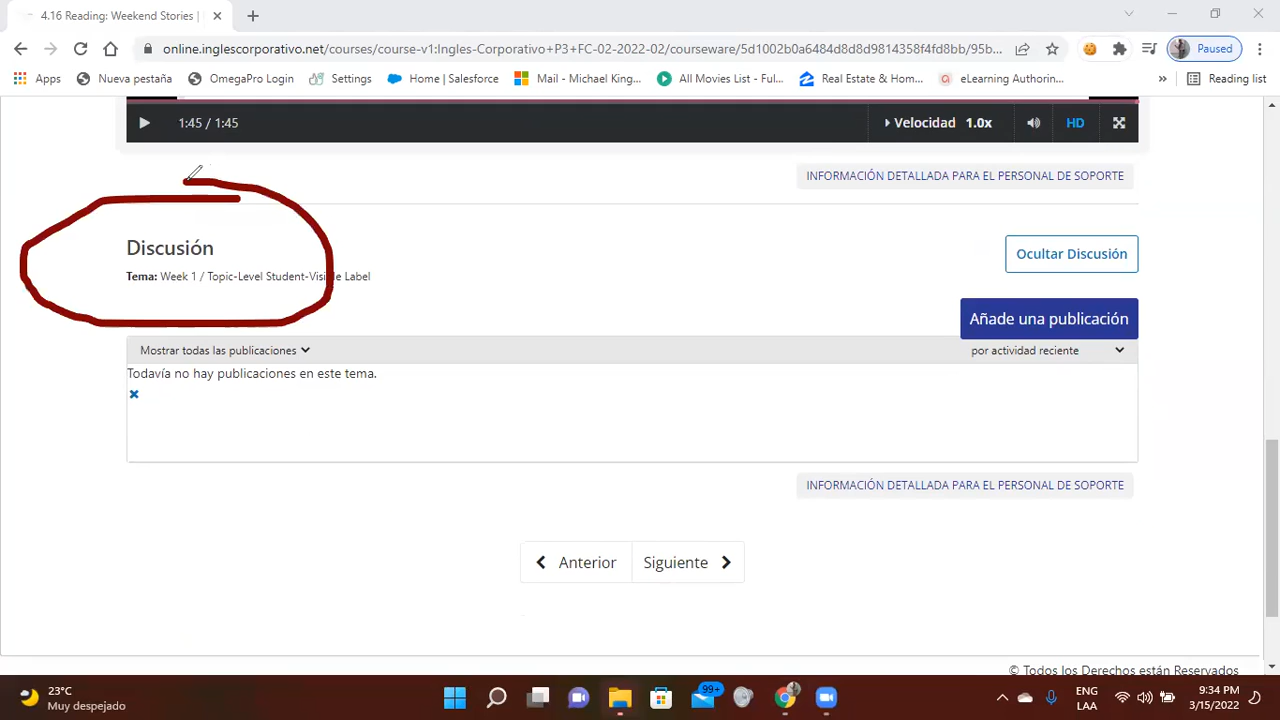 4.16 Reading: Weekend Stories |
online.inglescorporativo.net/courses/course-v1:Ingles-Corporativo+P3+FC-02-2022-02/courseware/5d1002b0a6484d8d8d9814358f4fd8bb/95b...
Paused
Apps
Nueva pestaña
OmegaPro Login
Settings
Home | Salesforce
Mail - Michael King...
All Movies List - Ful...
Real Estate & Hom...
eLearning Authorin...
»
Reading list
1:45 / 1:45
Velocidad 1.0x
HD
INFORMACIÓN DETALLADA PARA EL PERSONAL DE SOPORTE
Discusión
Ocultar Discusión
Tema: Week 1 / Topic-Level Student-Visible Label
Añade una publicación
Mostrar todas las publicaciones
por actividad reciente
Todavía no hay publicaciones en este tema.
INFORMACIÓN DETALLADA PARA EL PERSONAL DE SOPORTE
Anterior
Siguiente
© Todos los Derechos están Reservados
23°C
Muy despejado
99+
ENG
LAA
9:34 PM
3/15/2022